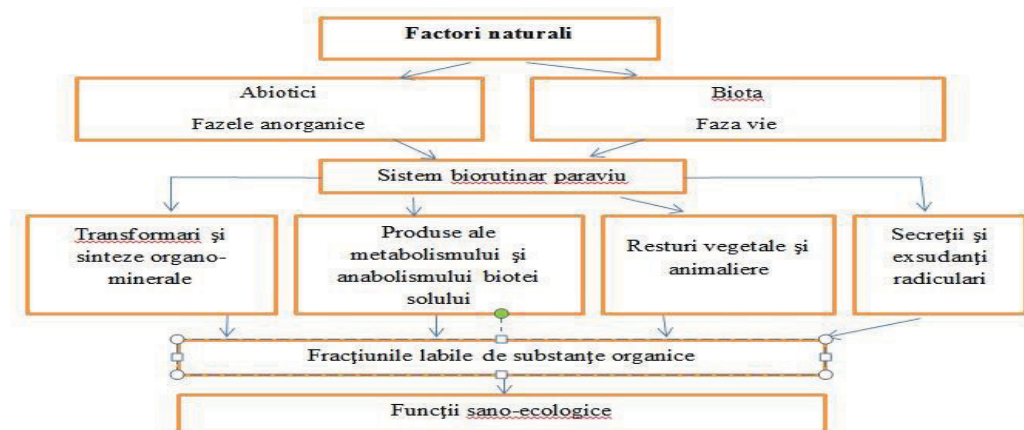 Factori naturali
Abiotici
Fazele anorganice
Biota
Faza vie
Sistem biorutinar paraviu
Transformari şi
sinteze organo-
minerale
Produse ale
metabolismului şi
anabolismului biotei
solului
Resturi vegetale şi
animaliere
Secreţii şi
exsudanţi
radiculari
Fracţiunile labile de substanţe organice
Funcţii sano-ecologice